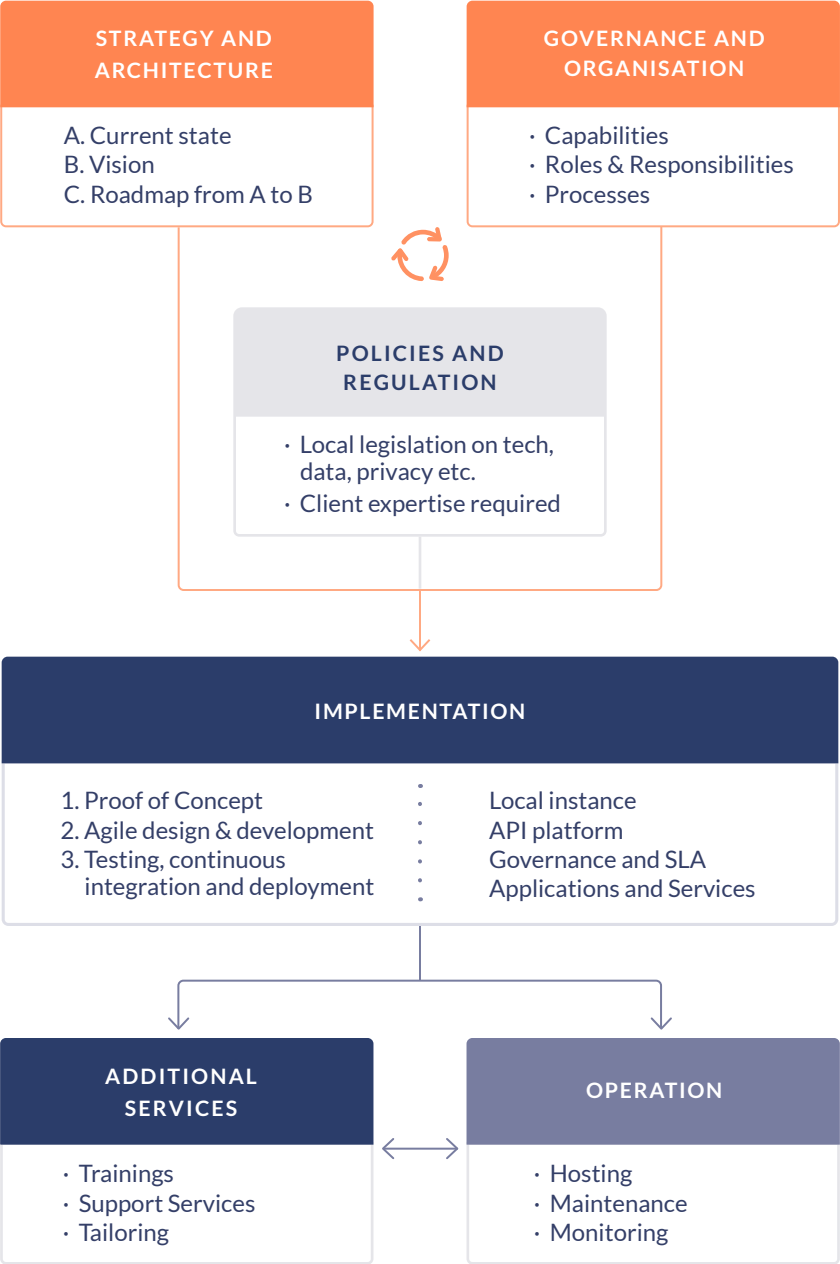 STRATEGY AND
ARCHITECTURE
A. Current state
B. Vision
C. Roadmap from A to B
GOVERNANCE AND
ORGANISATION
· Capabilities
· Roles & Responsibilities
· Processes
POLICIES AND
REGULATION
· Local legislation on tech,
data, privacy etc.
· Client expertise required
IMPLEMENTATION
1. Proof of Concept
2. Agile design & development
3. Testing, continuous
integration and deployment
Local instance
API platform
Governance and SLA
Applications and Services
ADDITIONAL
SERVICES
· Trainings
· Support Services
· Tailoring
OPERATION
· Hosting
· Maintenance
· Monitoring